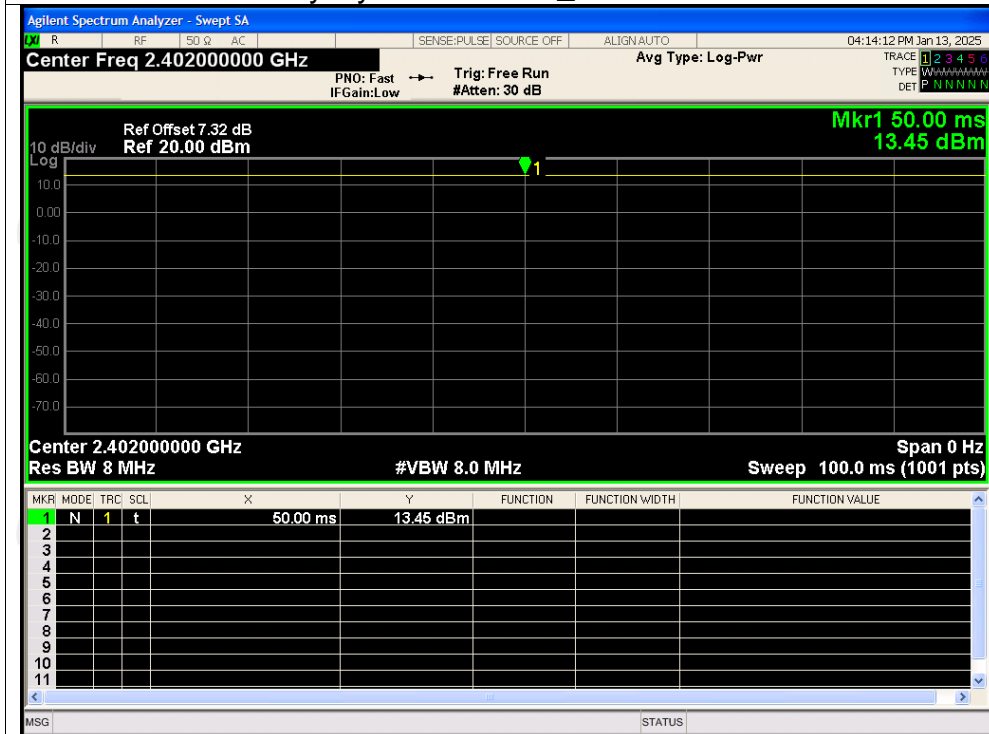 Agilent Spectrum Analyzer - Swept SA
LXI R RF 50 Ω AC SENSE:PULSE SOURCE OFF ALIGN AUTO 04:14:12 PM Jan 13, 2025
Center Freq 2.402000000 GHz
PNO: Fast
IFGain:Low
Trig: Free Run
#Atten: 30 dB
Avg Type: Log-Pwr
TRACE 1 2 3 4 5 6
TYPE WWWWWW
DET P N N N N N
Mkr1 50.00 ms
13.45 dBm
10 dB/div
Log
Ref Offset 7.32 dB
Ref 20.00 dBm
1
10.0
0.00
-10.0
-20.0
-30.0
-40.0
-50.0
-60.0
-70.0
Center 2.402000000 GHz Span 0 Hz
Res BW 8 MHz #VBW 8.0 MHz Sweep 100.0 ms (1001 pts)
MKR MODE TRC SCL X Y FUNCTION FUNCTION WIDTH FUNCTION VALUE
1 N 1 t 50.00 ms 13.45 dBm
2
3
4
5
6
7
8
9
10
11
MSG STATUS